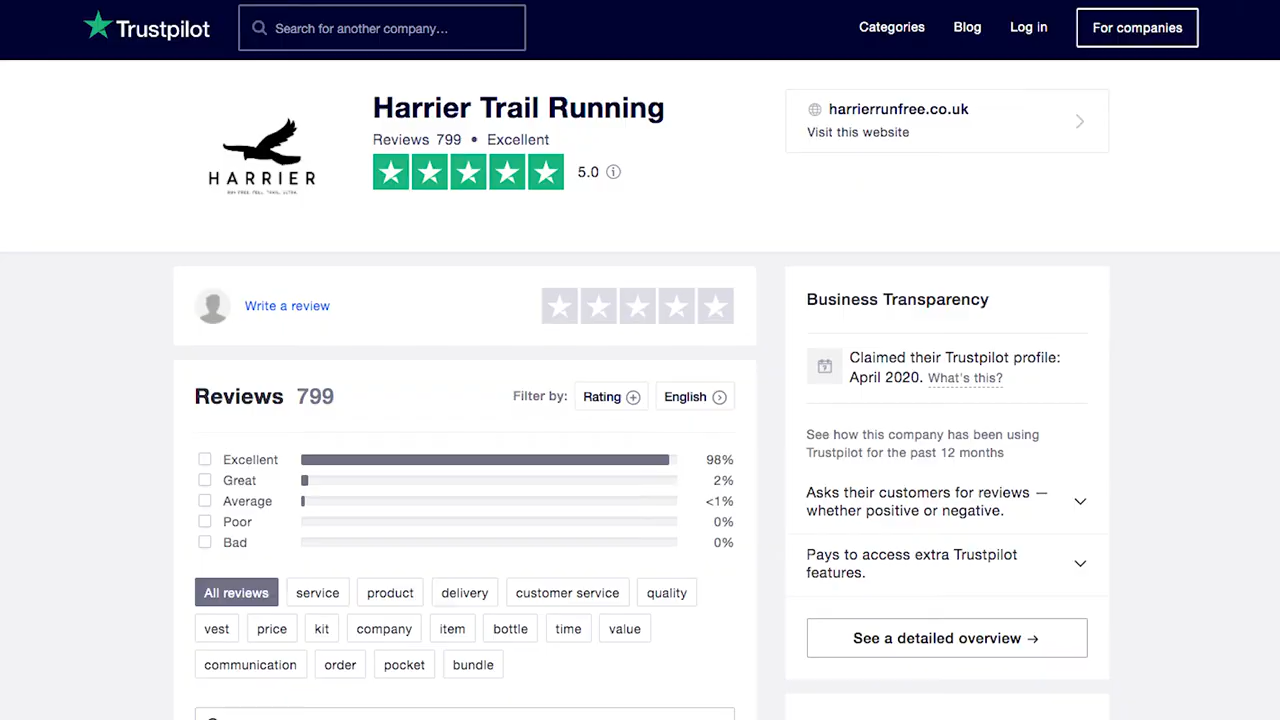 Trustpilot
Search for another company...
Categories
Blog
Log in
For companies
HARRIER
Harrier Trail Running
Reviews 799 • Excellent
5.0
harrierrunfree.co.uk
Visit this website
Write a review
Reviews 799
Filter by:
Rating
English
Excellent 98%
Great 2%
Average <1%
Poor 0%
Bad 0%
All reviews
service
product
delivery
customer service
quality
vest
price
kit
company
item
bottle
time
value
communication
order
pocket
bundle
Business Transparency
Claimed their Trustpilot profile:
April 2020. What's this?
See how this company has been using
Trustpilot for the past 12 months
Asks their customers for reviews —
whether positive or negative.
Pays to access extra Trustpilot
features.
See a detailed overview →